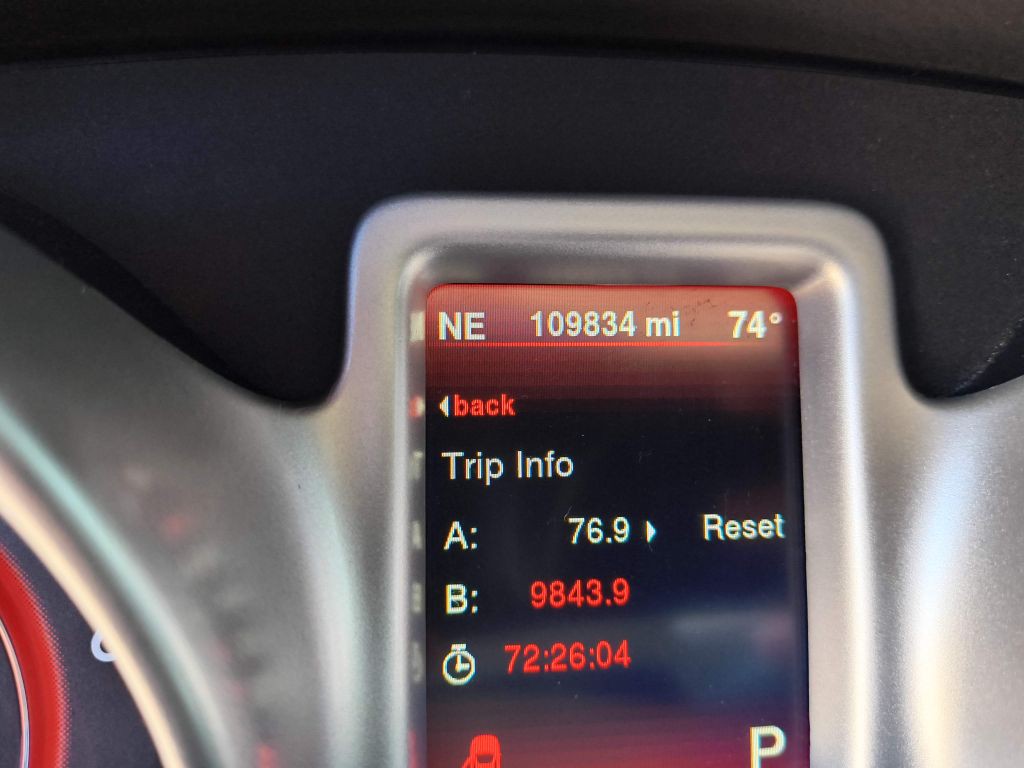 NE 109834 mi 74°
back
Trip Info
A: 76.9 Reset
B: 9843.9
72:26:04
P